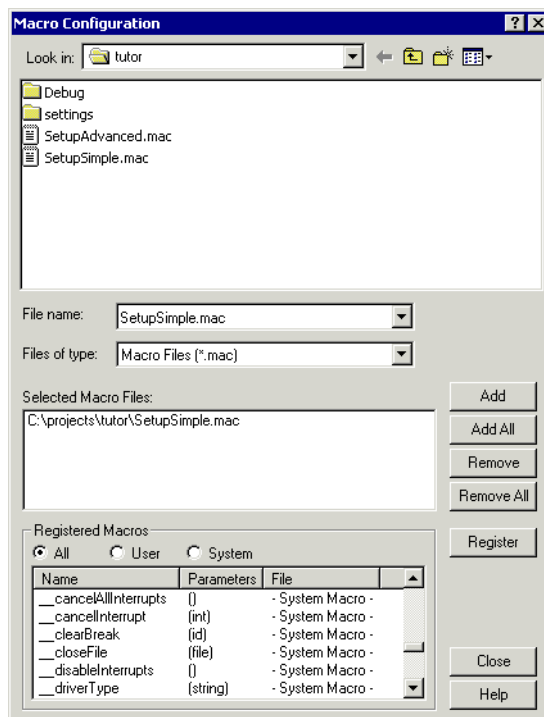 Macro Configuration
Look in: tutor
Debug
settings
SetupAdvanced.mac
SetupSimple.mac
File name: SetupSimple.mac
Files of type: Macro Files (*.mac)
Selected Macro Files:
C:\projects\tutor\SetupSimple.mac
Add
Add All
Remove
Remove All
Registered Macros
All User System
Register
Name Parameters File
__cancelAllInterrupts () - System Macro -
__cancelInterrupt (int) - System Macro -
__clearBreak (id) - System Macro -
__closeFile (file) - System Macro -
__disableInterrupts () - System Macro -
__driverType (string) - System Macro -
Close
Help